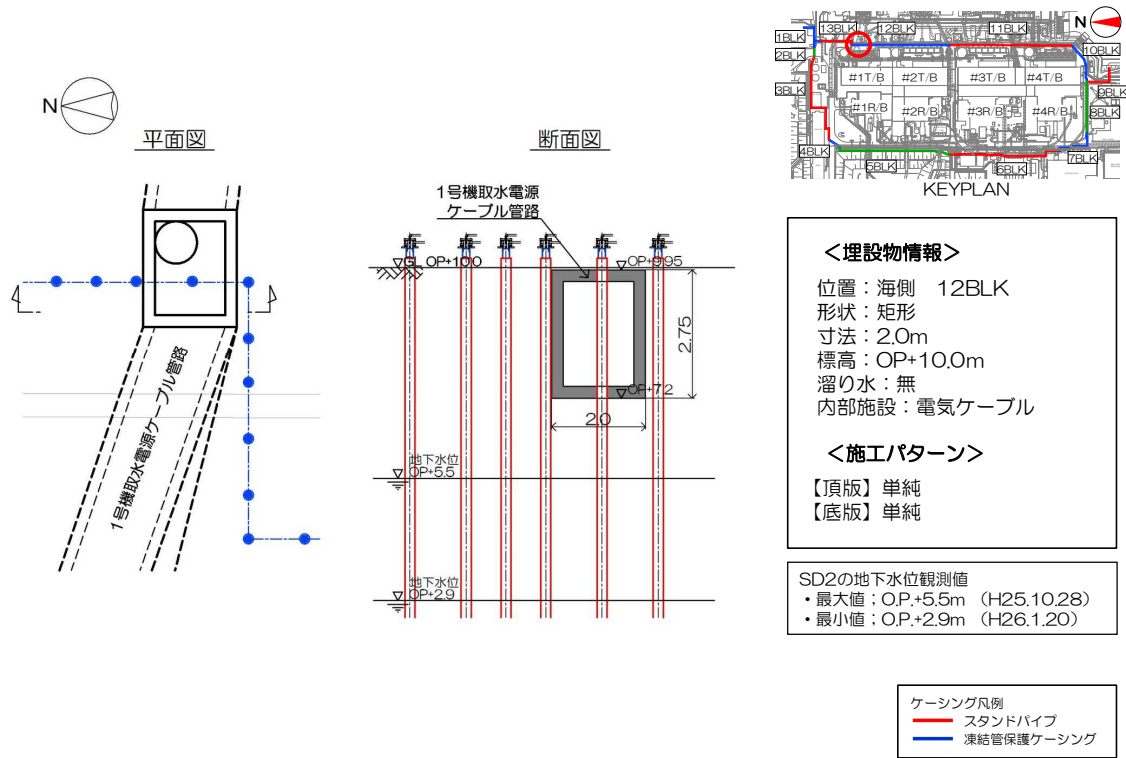 N
平面図
1号機取水電源ケーブル管路
断面図
1号機取水電源
ケーブル管路
GL OP+10.0
OP+9.95
2.75
OP+7.2
2.0
地下水位
OP+5.5
地下水位
OP+2.9
N
1BLK
13BLK
12BLK
11BLK
10BLK
2BLK
3BLK
#1T/B
#2T/B
#3T/B
#4T/B
9BLK
#1R/B
#2R/B
#3R/B
#4R/B
8BLK
4BLK
5BLK
6BLK
7BLK
KEYPLAN
＜埋設物情報＞
位置：海側　12BLK
形状：矩形
寸法：2.0m
標高：OP+10.0m
溜り水：無
内部施設：電気ケーブル
＜施工パターン＞
【頂版】単純
【底版】単純
SD2の地下水位観測値
・最大値；O.P.+5.5m （H25.10.28）
・最小値；O.P.+2.9m （H26.1.20）
ケーシング凡例
スタンドパイプ
凍結管保護ケーシング